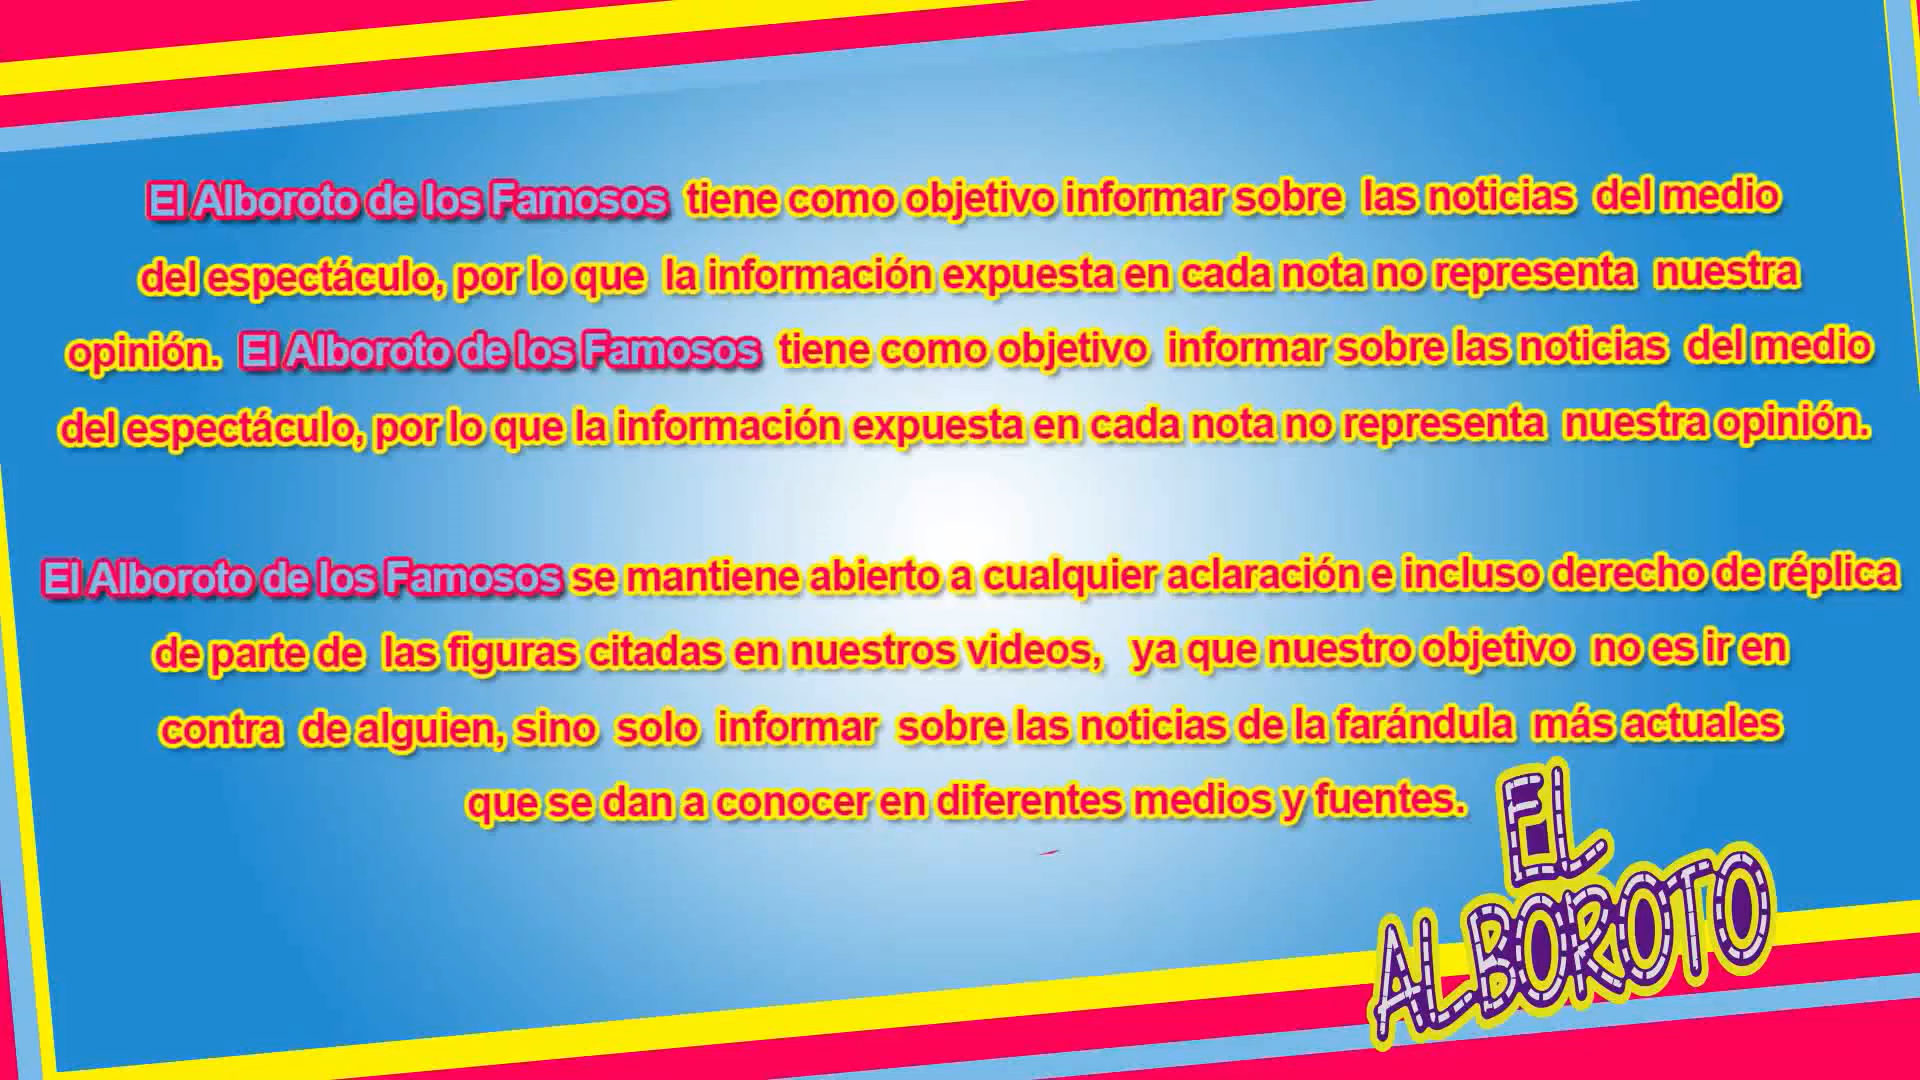 El Alboroto de los Famosos tiene como objetivo informar sobre las noticias del medio
del espectáculo, por lo que la información expuesta en cada nota no representa nuestra
opinión. El Alboroto de los Famosos tiene como objetivo informar sobre las noticias del medio
del espectáculo, por lo que la información expuesta en cada nota no representa nuestra opinión.
El Alboroto de los Famosos se mantiene abierto a cualquier aclaración e incluso derecho de réplica
de parte de las figuras citadas en nuestros videos, ya que nuestro objetivo no es ir en
contra de alguien, sino solo informar sobre las noticias de la farándula más actuales
que se dan a conocer en diferentes medios y fuentes.
EL
ALBOROTO